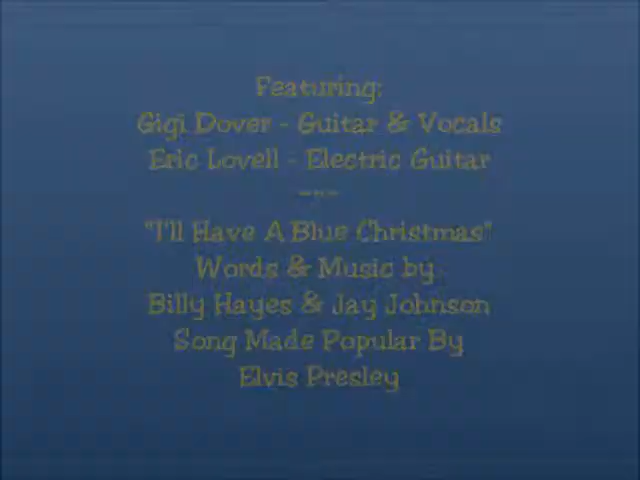 Featuring:
Gigi Dover - Guitar & Vocals
Eric Lovell - Electric Guitar
---
"I'll Have A Blue Christmas"
Words & Music by
Billy Hayes & Jay Johnson
Song Made Popular By
Elvis Presley